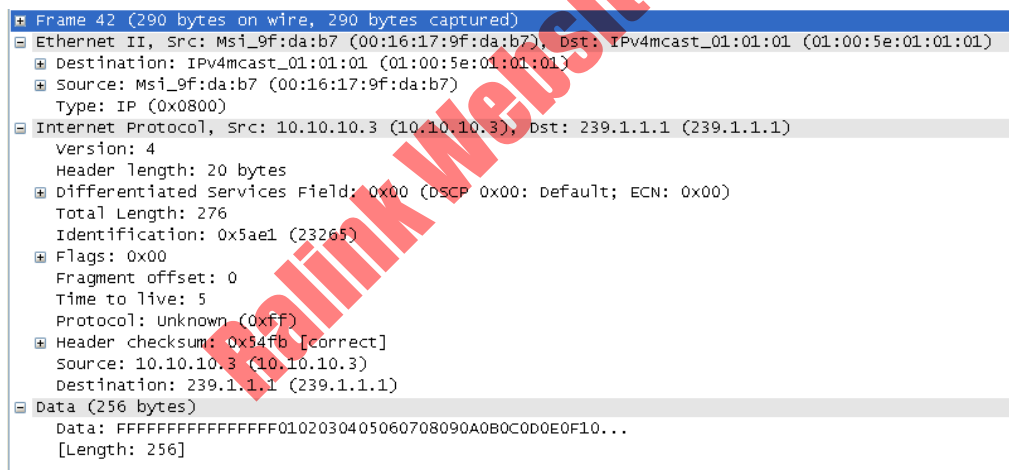 Frame 42 (290 bytes on wire, 290 bytes captured)
Ethernet II, Src: Msi_9f:da:b7 (00:16:17:9f:da:b7), Dst: IPv4mcast_01:01:01 (01:00:5e:01:01:01)
Destination: IPv4mcast_01:01:01 (01:00:5e:01:01:01)
Source: Msi_9f:da:b7 (00:16:17:9f:da:b7)
Type: IP (0x0800)
Internet Protocol, Src: 10.10.10.3 (10.10.10.3), Dst: 239.1.1.1 (239.1.1.1)
Version: 4
Header length: 20 bytes
Differentiated Services Field: 0x00 (DSCP 0x00: Default; ECN: 0x00)
Total Length: 276
Identification: 0x5ae1 (23265)
Flags: 0x00
Fragment offset: 0
Time to live: 5
Protocol: Unknown (0xff)
Header checksum: 0x54fb [correct]
Source: 10.10.10.3 (10.10.10.3)
Destination: 239.1.1.1 (239.1.1.1)
Data (256 bytes)
Data: FFFFFFFFFFFFFFFF0102030405060708090A0B0C0D0E0F10...
[Length: 256]
Ralink Websit